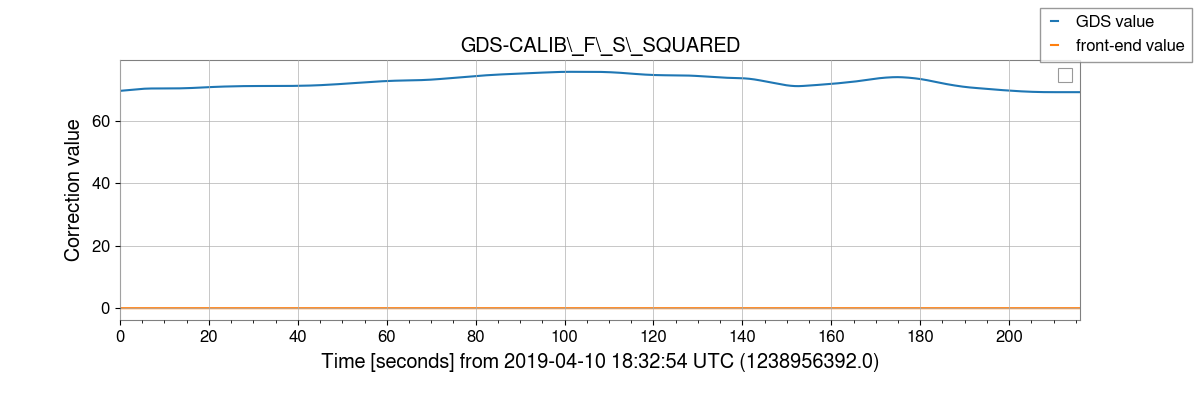 GDS value
front-end value
GDS-CALIB\_F\_S\_SQUARED
Correction value
60
40
20
0
0 20 40 60 80 100 120 140 160 180 200
Time [seconds] from 2019-04-10 18:32:54 UTC (1238956392.0)